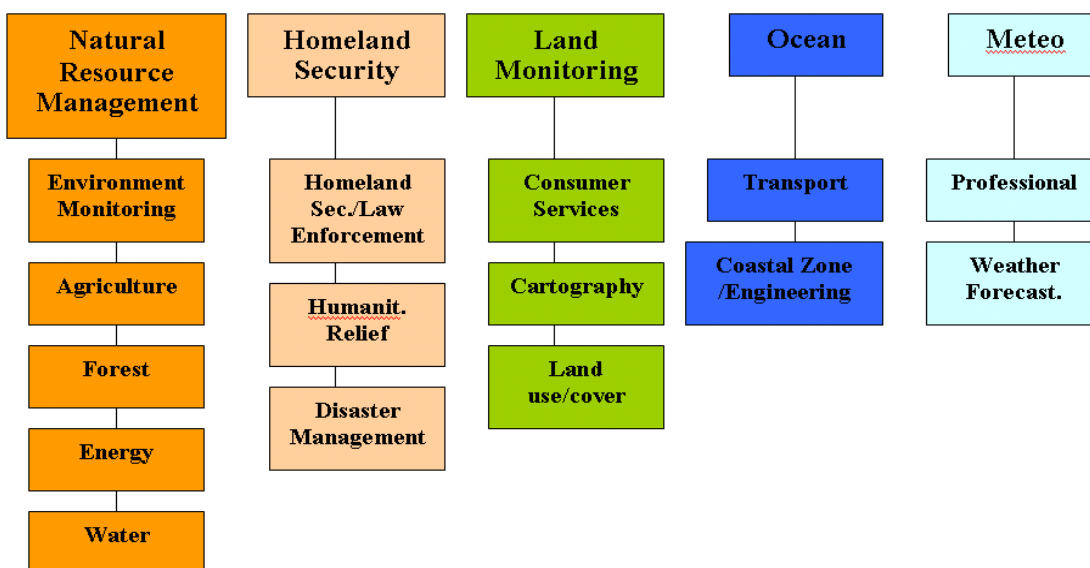 Natural
Resource
Management
Environment
Monitoring
Agriculture
Forest
Energy
Water
Homeland
Security
Homeland
Sec./Law
Enforcement
Humanit.
Relief
Disaster
Management
Land
Monitoring
Consumer
Services
Cartography
Land
use/cover
Ocean
Transport
Coastal Zone
/Engineering
Meteo
Professional
Weather
Forecast.